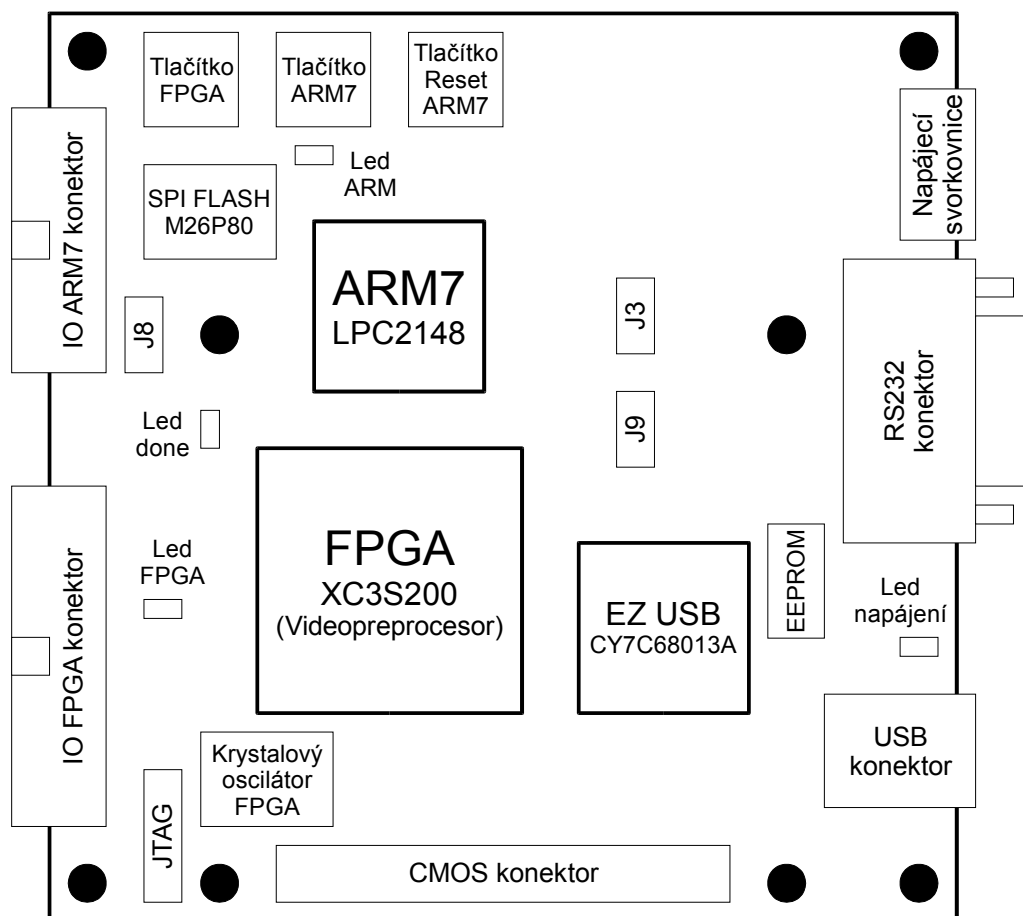 Tlačítko
FPGA
Tlačítko
ARM7
Tlačítko
Reset
ARM7
Napájecí
svorkovnice
IO ARM7 konektor
Led
ARM
SPI FLASH
M26P80
ARM7
LPC2148
J8
J3
J9
RS232
konektor
Led
done
FPGA
XC3S200
(Videopreprocesor)
Led
FPGA
IO FPGA konektor
EZ USB
CY7C68013A
EEPROM
Led
napájení
USB
konektor
Krystalový
oscilátor
FPGA
JTAG
CMOS konektor